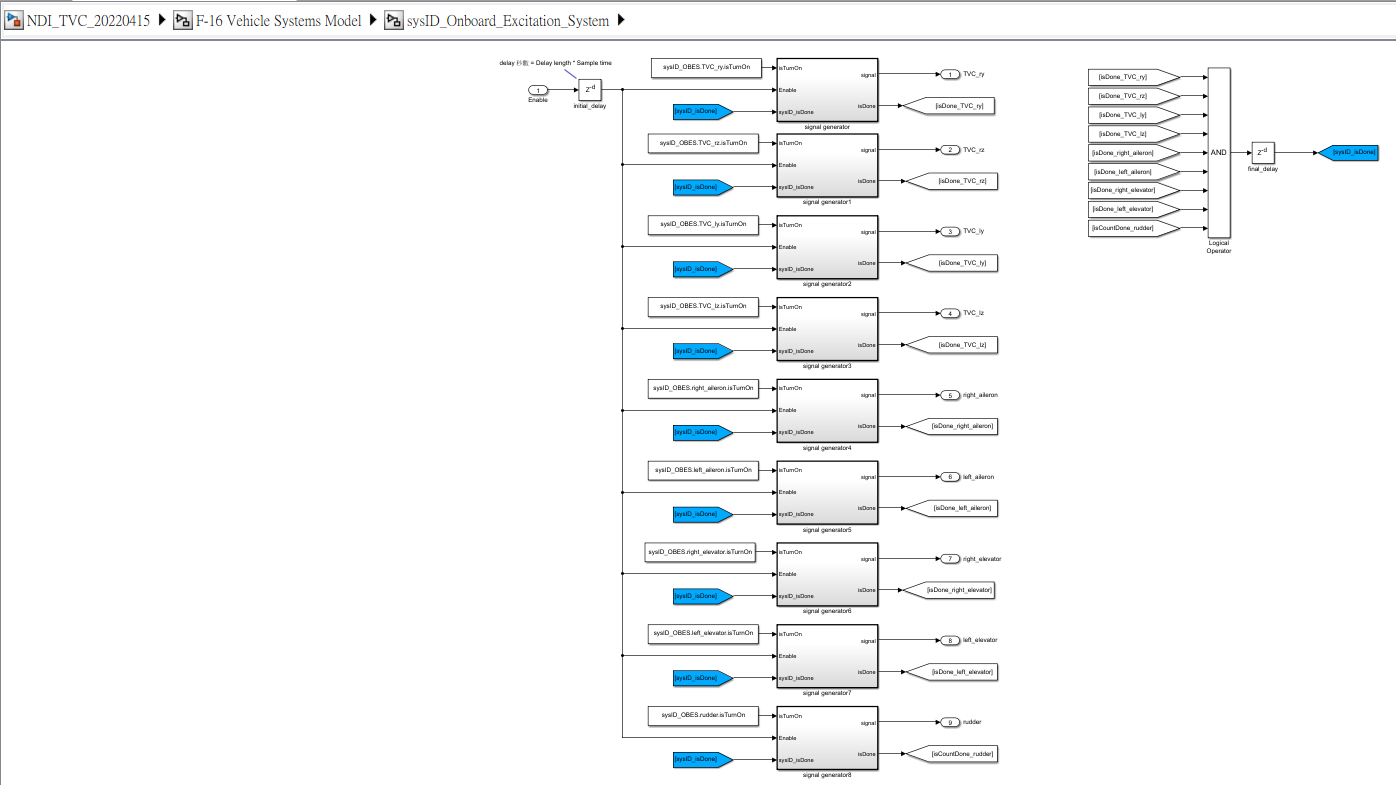 NDI_TVC_20220415 F-16 Vehicle Systems Model sysID_Onboard_Excitation_System
delay 秒數 = Delay length * Sample time
1
Enable
Z-d
initial_delay
sysID_OBES.TVC_ry.isTurnOn
[sysID_isDone]
isTurnOn
Enable
sysID_isDone
signal
isDone
signal generator
1
TVC_ry
[isDone_TVC_ry]
sysID_OBES.TVC_rz.isTurnOn
[sysID_isDone]
isTurnOn
Enable
sysID_isDone
signal
isDone
signal generator1
2
TVC_rz
[isDone_TVC_rz]
sysID_OBES.TVC_ly.isTurnOn
[sysID_isDone]
isTurnOn
Enable
sysID_isDone
signal
isDone
signal generator2
3
TVC_ly
[isDone_TVC_ly]
sysID_OBES.TVC_lz.isTurnOn
[sysID_isDone]
isTurnOn
Enable
sysID_isDone
signal
isDone
signal generator3
4
TVC_lz
[isDone_TVC_lz]
sysID_OBES.right_aileron.isTurnOn
[sysID_isDone]
isTurnOn
Enable
sysID_isDone
signal
isDone
signal generator4
5
right_aileron
[isDone_right_aileron]
sysID_OBES.left_aileron.isTurnOn
[sysID_isDone]
isTurnOn
Enable
sysID_isDone
signal
isDone
signal generator5
6
left_aileron
[isDone_left_aileron]
sysID_OBES.right_elevator.isTurnOn
[sysID_isDone]
isTurnOn
Enable
sysID_isDone
signal
isDone
signal generator6
7
right_elevator
[isDone_right_elevator]
sysID_OBES.left_elevator.isTurnOn
[sysID_isDone]
isTurnOn
Enable
sysID_isDone
signal
isDone
signal generator7
8
left_elevator
[isDone_left_elevator]
sysID_OBES.rudder.isTurnOn
[sysID_isDone]
isTurnOn
Enable
sysID_isDone
signal
isDone
signal generator8
9
rudder
[isCountDone_rudder]
[isDone_TVC_ry]
[isDone_TVC_rz]
[isDone_TVC_ly]
[isDone_TVC_lz]
[isDone_right_aileron]
[isDone_left_aileron]
[isDone_right_elevator]
[isDone_left_elevator]
[isCountDone_rudder]
AND
Logical
Operator
Z-d
final_delay
[sysID_isDone]